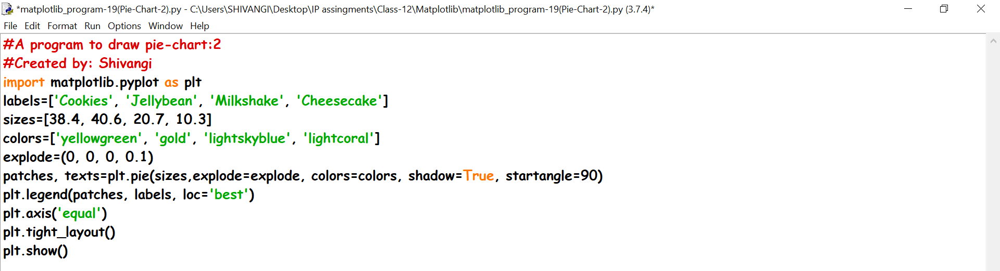 *matplotlib_program-19(Pie-Chart-2).py - C:\Users\SHIVANGI\Desktop\IP assingments\Class-12\Matplotlib\matplotlib_program-19(Pie-Chart-2).py (3.7.4)*
File Edit Format Run Options Window Help
#A program to draw pie-chart:2
#Created by: Shivangi
import matplotlib.pyplot as plt
labels=['Cookies', 'Jellybean', 'Milkshake', 'Cheesecake']
sizes=[38.4, 40.6, 20.7, 10.3]
colors=['yellowgreen', 'gold', 'lightskyblue', 'lightcoral']
explode=(0, 0, 0, 0.1)
patches, texts=plt.pie(sizes,explode=explode, colors=colors, shadow=True, startangle=90)
plt.legend(patches, labels, loc='best')
plt.axis('equal')
plt.tight_layout()
plt.show()